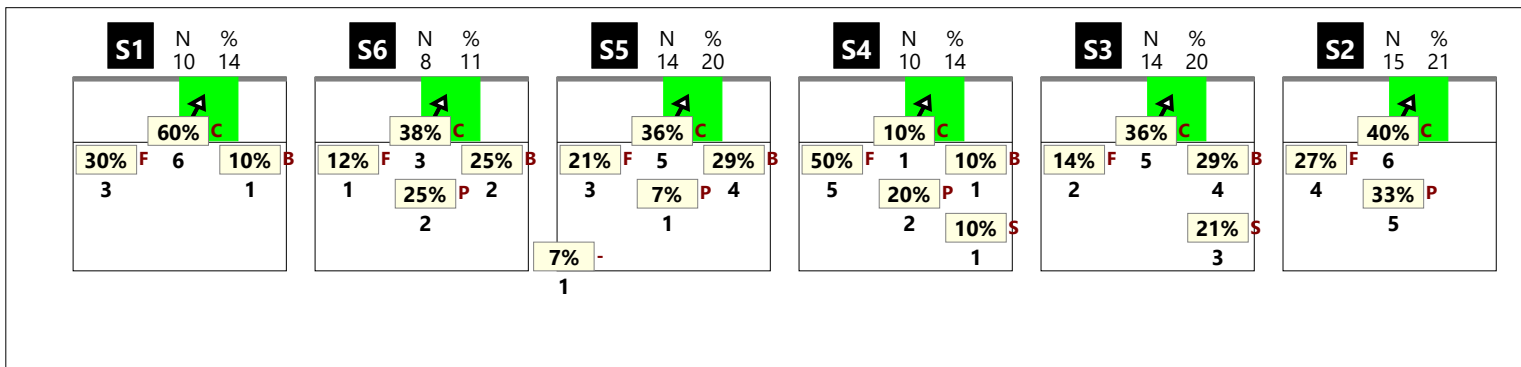 S1 N % S6 N % S5 N % S4 N % S3 N % S2 N %
10 14 8 11 14 20 10 14 14 20 15 21
60% C 38% C 36% C 10% C 36% C 40% C
30% F 6 10% B 12% F 3 25% B 21% F 5 29% B 50% F 1 10% B 14% F 5 29% B 27% F 6
3 1 1 25% P 2 3 7% P 4 5 20% P 1 2 4 4 33% P
2 1 2 10% S 21% S 5
7% - 1 3
1